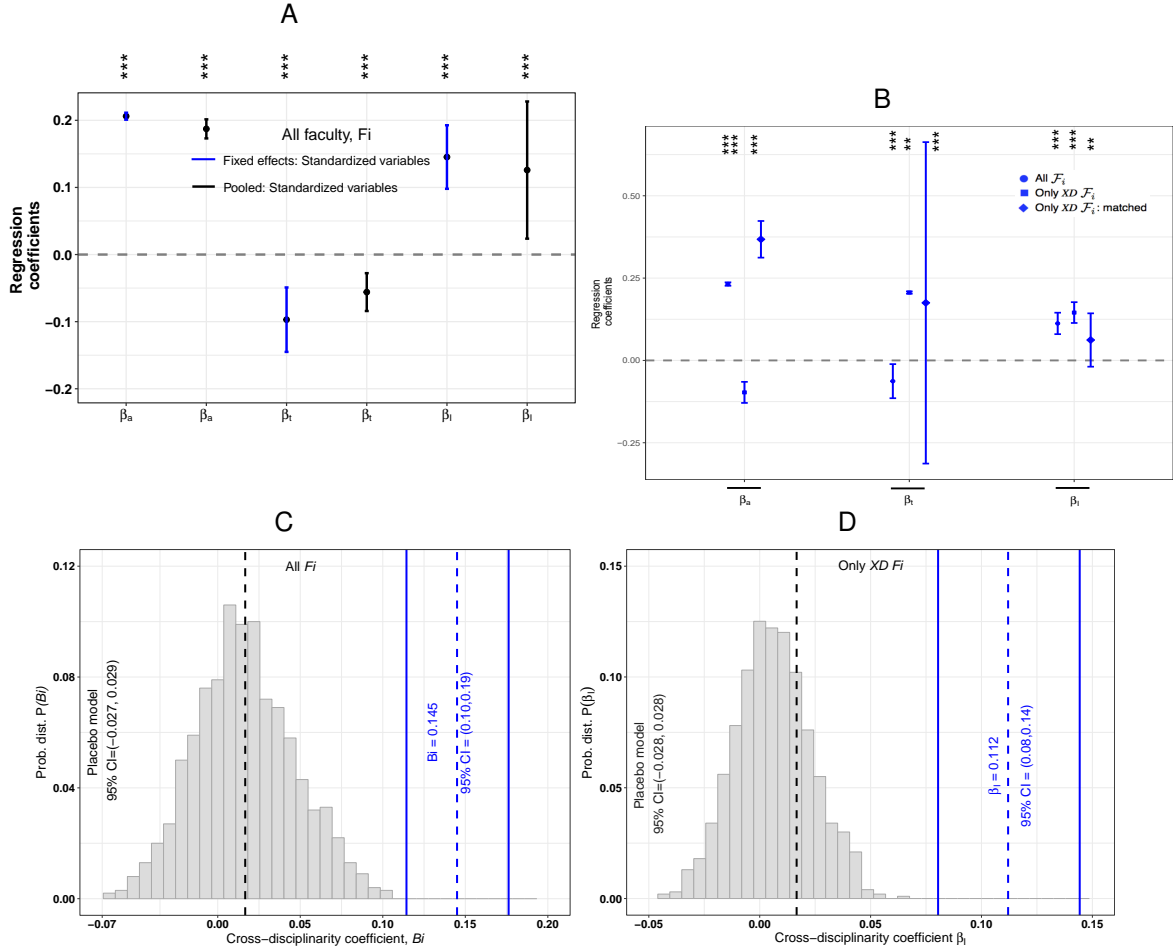 A
*** *** *** *** *** ***
Regression
coefficients
0.2
0.1
0.0
−0.1
−0.2
All faculty, Fi
Fixed effects: Standardized variables
Pooled: Standardized variables
βa βa βt βt βI βI
B
*** *** *** *** ** *** *** *** **
Regression
coefficients
0.50
0.25
0.00
−0.25
All ℱi
Only XD ℱi
Only XD ℱi : matched
βa βt βI
C
Prob. dist. P(Bi)
0.12
0.08
0.04
0.00
All Fi
Placebo model
95% CI=(−0.027, 0.029)
Bi = 0.145
95% CI = (0.10,0.19)
−0.07 0.00 0.05 0.10 0.15 0.20
Cross−disciplinarity coefficient, Bi
D
Prob. dist. P(βI)
0.15
0.10
0.05
0.00
Only XD Fi
Placebo model
95% CI=(−0.028, 0.028)
βI = 0.112
95% CI = (0.08,0.14)
−0.05 0.00 0.05 0.10 0.15
Cross−disciplinarity coefficient βI